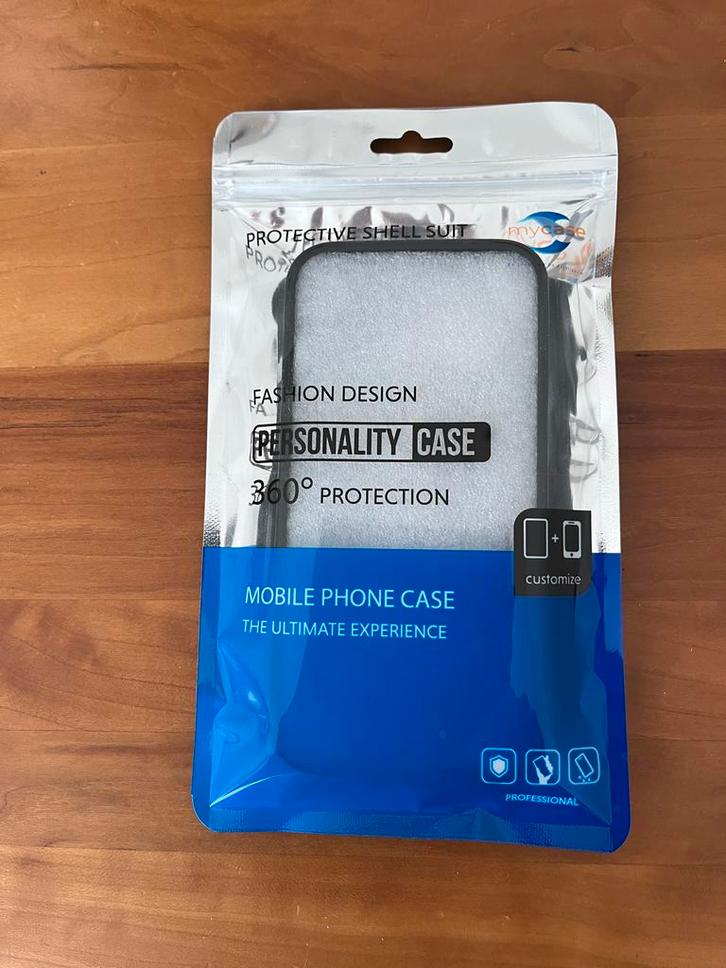 PROTECTIVE SHELL SUIT
mycase
FASHION DESIGN
PERSONALITY CASE
360° PROTECTION
+
customize
MOBILE PHONE CASE
THE ULTIMATE EXPERIENCE
PROFESSIONAL